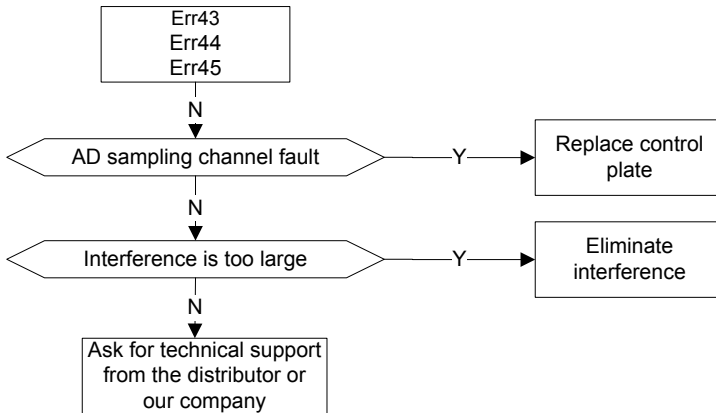 Err43
Err44
Err45
N
AD sampling channel fault
Y
Replace control
plate
N
Interference is too large
Y
Eliminate
interference
N
Ask for technical support
from the distributor or
our company